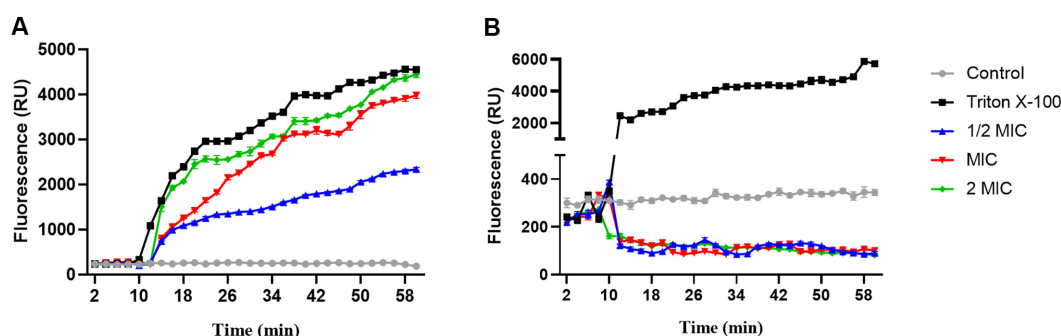 A
Fluorescence (RU)
5000
4000
3000
2000
1000
0
2 10 18 26 34 42 50 58
Time (min)
B
Fluorescence (RU)
6000
4000
2000
400
200
0
2 10 18 26 34 42 50 58
Time (min)
Control
Triton X-100
1/2 MIC
MIC
2 MIC